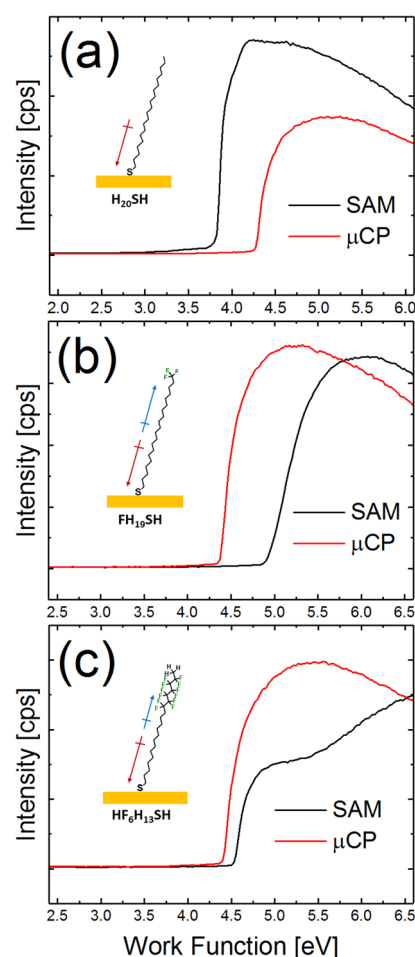 (a)
S
H20SH
SAM
μCP
Intensity [cps]
2.0 2.5 3.0 3.5 4.0 4.5 5.0 5.5 6.0
(b)
F F
F
S
FH19SH
SAM
μCP
Intensity [cps]
2.5 3.0 3.5 4.0 4.5 5.0 5.5 6.0 6.5
(c)
H
H H
S
HF6H13SH
SAM
μCP
Intensity [cps]
2.5 3.0 3.5 4.0 4.5 5.0 5.5 6.0 6.5
Work Function [eV]